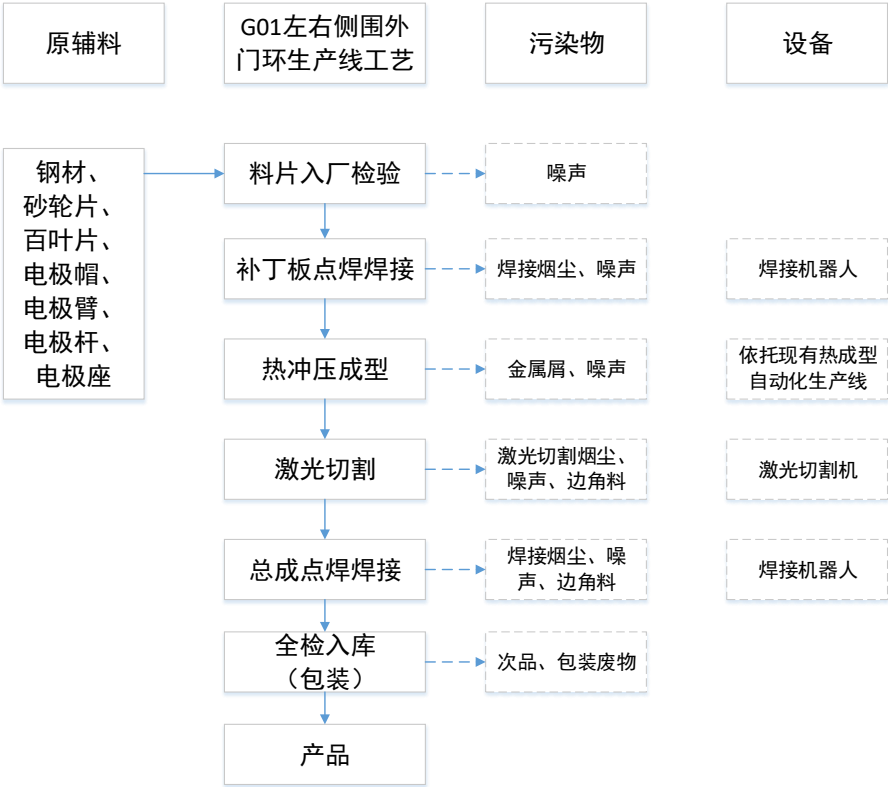 原辅料
G01左右侧围外
门环生产线工艺
污染物
设备
钢材、
砂轮片、
百叶片、
电极帽、
电极臂、
电极杆、
电极座
料片入厂检验
噪声
补丁板点焊焊接
焊接烟尘、噪声
焊接机器人
热冲压成型
金属屑、噪声
依托现有热成型
自动化生产线
激光切割
激光切割烟尘、
噪声、边角料
激光切割机
总成点焊焊接
焊接烟尘、噪
声、边角料
焊接机器人
全检入库
（包装）
次品、包装废物
产品